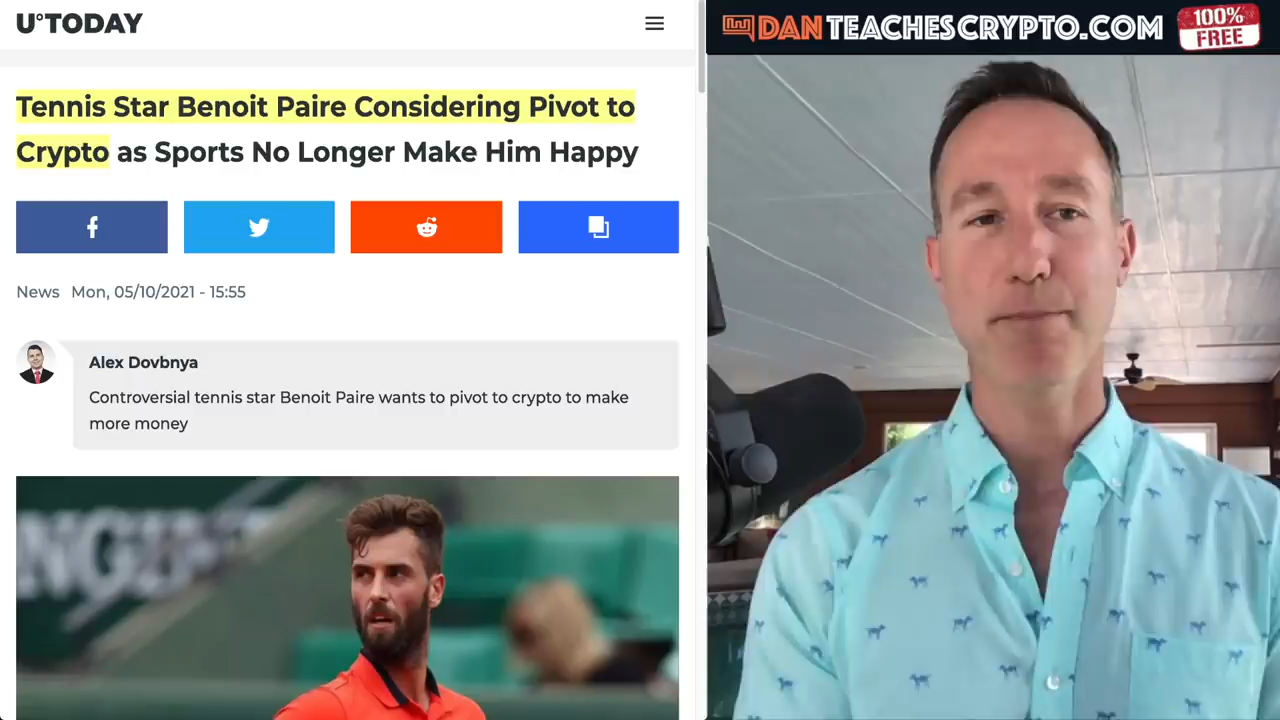 U°TODAY
Tennis Star Benoit Paire Considering Pivot to
Crypto as Sports No Longer Make Him Happy
News Mon, 05/10/2021 - 15:55
Alex Dovbnya
Controversial tennis star Benoit Paire wants to pivot to crypto to make
more money
DANTEACHESCRYPTO.COM
100%
FREE